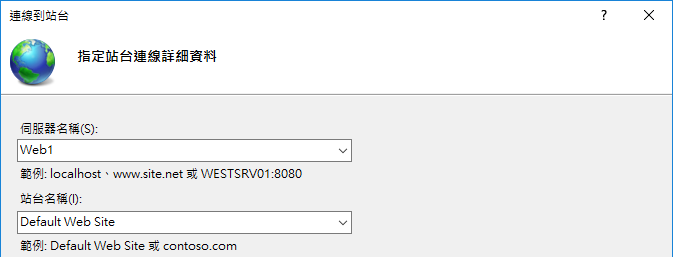 連線到站台
?
指定站台連線詳細資料
伺服器名稱(S):
Web1
範例: localhost、www.site.net 或 WESTSRV01:8080
站台名稱(I):
Default Web Site
範例: Default Web Site 或 contoso.com